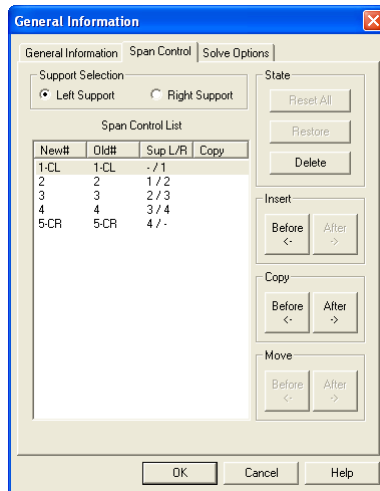 General Information
General Information Span Control Solve Options
Support Selection
Left Support Right Support
Span Control List
New# Old# Sup L/R Copy
1-CL 1-CL - / 1
2 2 1 / 2
3 3 2 / 3
4 4 3 / 4
5-CR 5-CR 4 / -
State
Reset All
Restore
Delete
Insert
Before After
<- ->
Copy
Before After
<- ->
Move
Before After
<- ->
OK Cancel Help